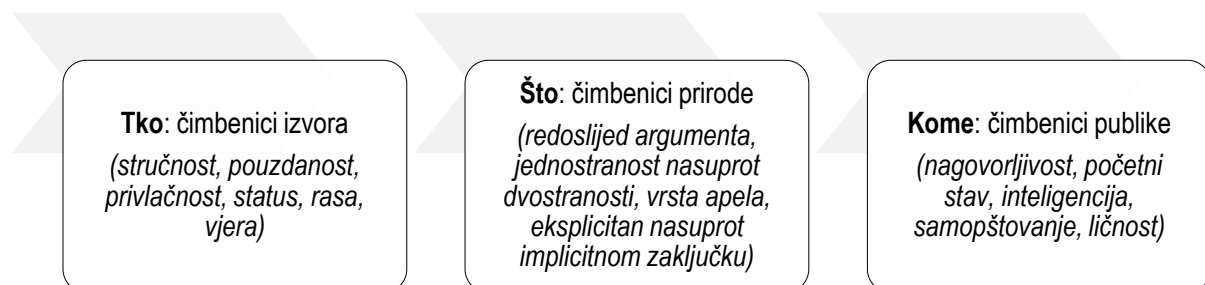 Tko: čimbenici izvora
(stručnost, pouzdanost,
privlačnost, status, rasa,
vjera)
Što: čimbenici prirode
(redoslijed argumenta,
jednostranost nasuprot
dvostranosti, vrsta apela,
eksplicitan nasuprot
implicitnom zaključku)
Kome: čimbenici publike
(nagovorljivost, početni
stav, inteligencija,
samopštovanje, ličnost)